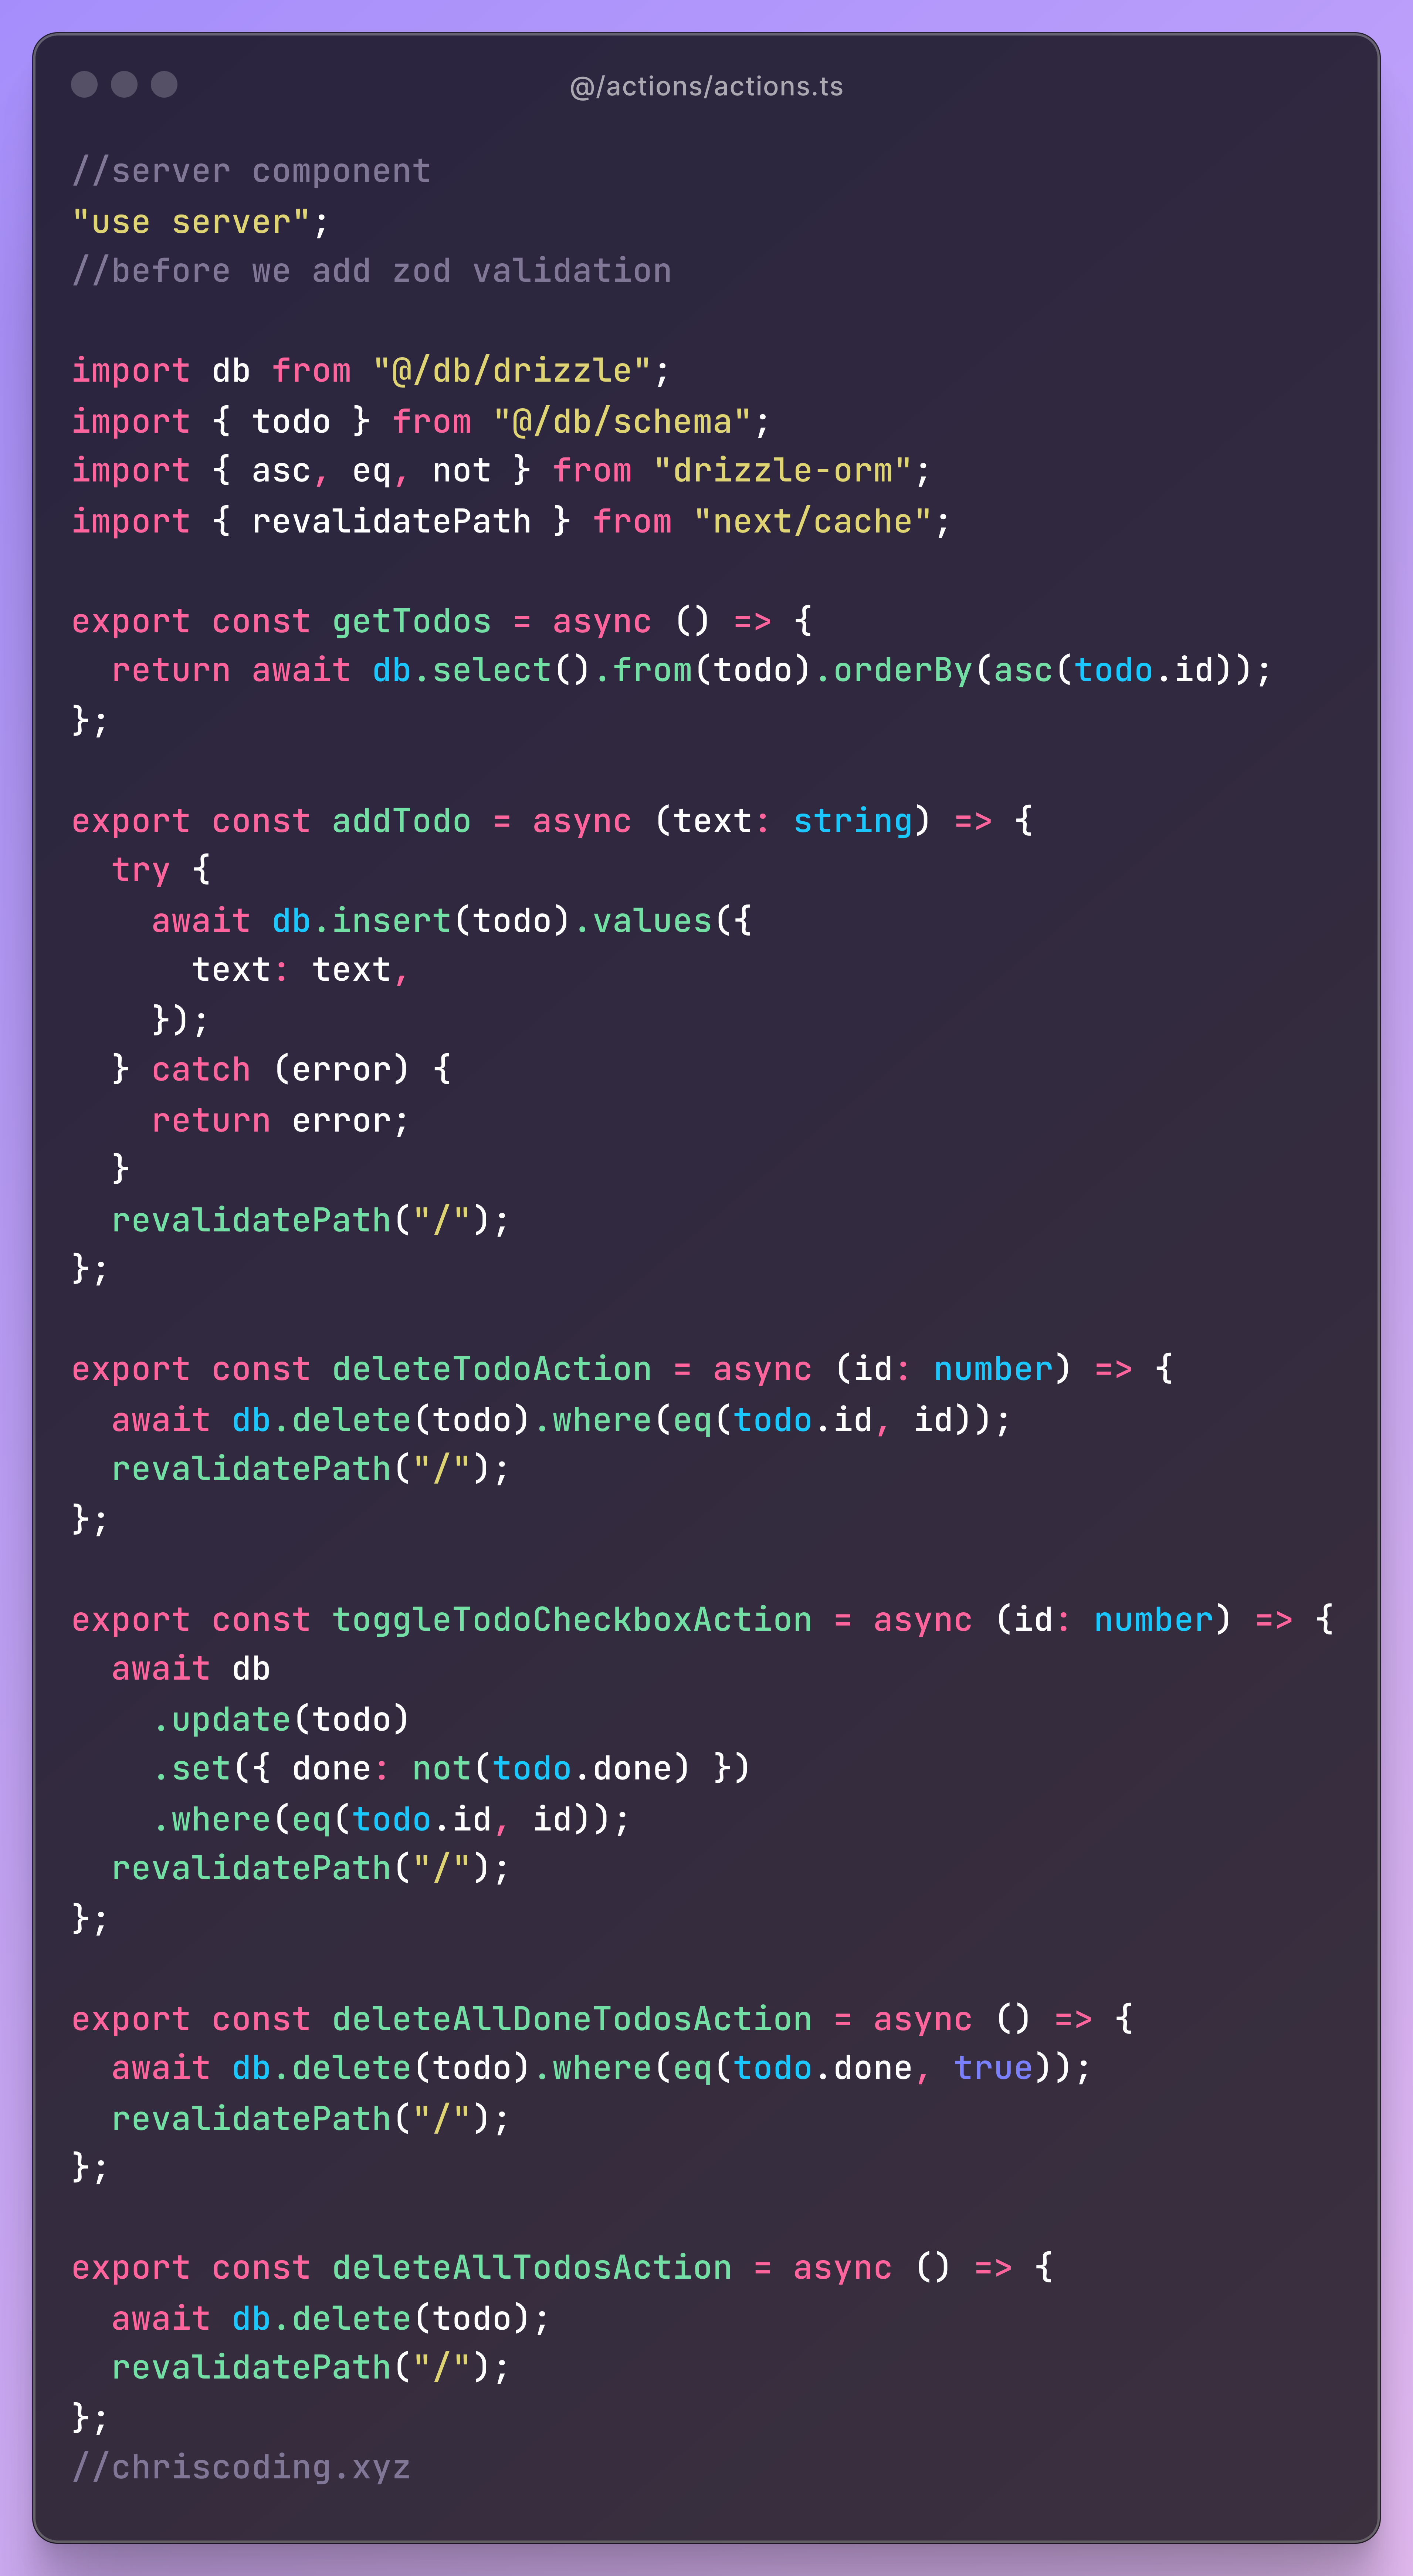 @/actions/actions.ts
//server component
"use server";
//before we add zod validation

import db from "@/db/drizzle";
import { todo } from "@/db/schema";
import { asc, eq, not } from "drizzle-orm";
import { revalidatePath } from "next/cache";

export const getTodos = async () => {
  return await db.select().from(todo).orderBy(asc(todo.id));
};

export const addTodo = async (text: string) => {
  try {
    await db.insert(todo).values({
      text: text,
    });
  } catch (error) {
    return error;
  }
  revalidatePath("/");
};

export const deleteTodoAction = async (id: number) => {
  await db.delete(todo).where(eq(todo.id, id));
  revalidatePath("/");
};

export const toggleTodoCheckboxAction = async (id: number) => {
  await db
    .update(todo)
    .set({ done: not(todo.done) })
    .where(eq(todo.id, id));
  revalidatePath("/");
};

export const deleteAllDoneTodosAction = async () => {
  await db.delete(todo).where(eq(todo.done, true));
  revalidatePath("/");
};

export const deleteAllTodosAction = async () => {
  await db.delete(todo);
  revalidatePath("/");
};
//chriscoding.xyz